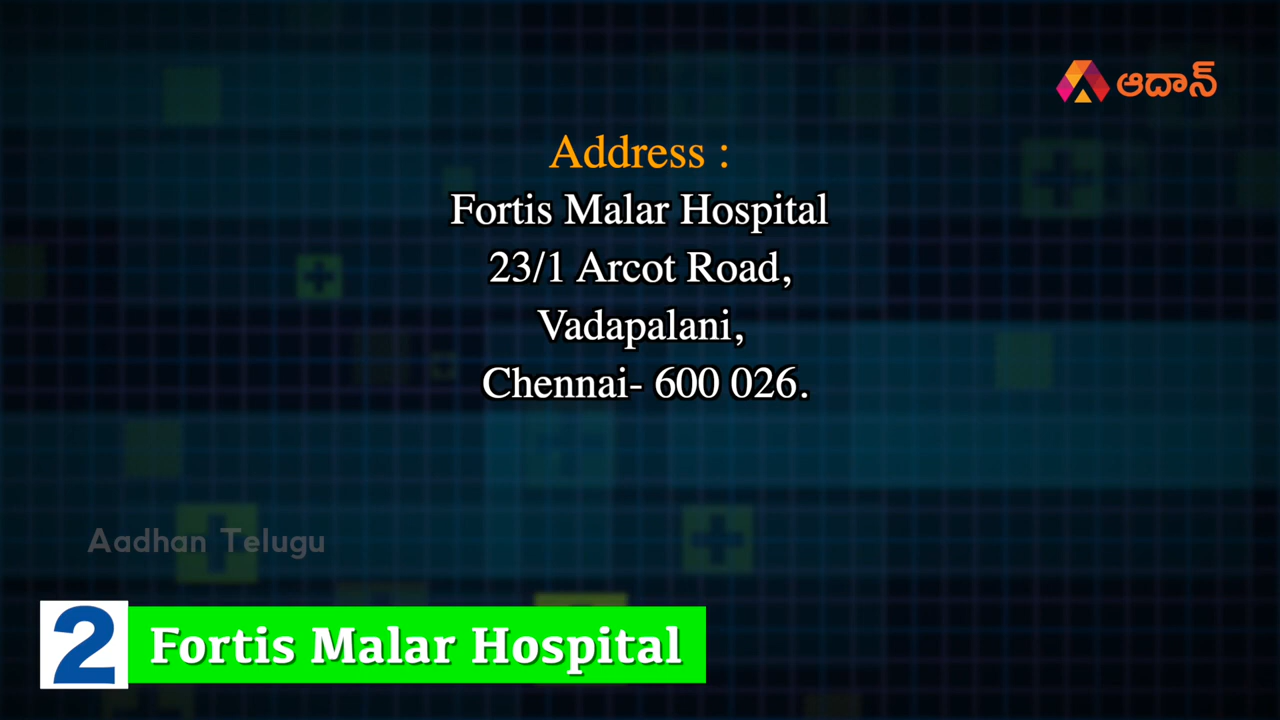 ఆదాన్
Address :
Fortis Malar Hospital
23/1 Arcot Road,
Vadapalani,
Chennai- 600 026.
Aadhan Telugu
2 Fortis Malar Hospital